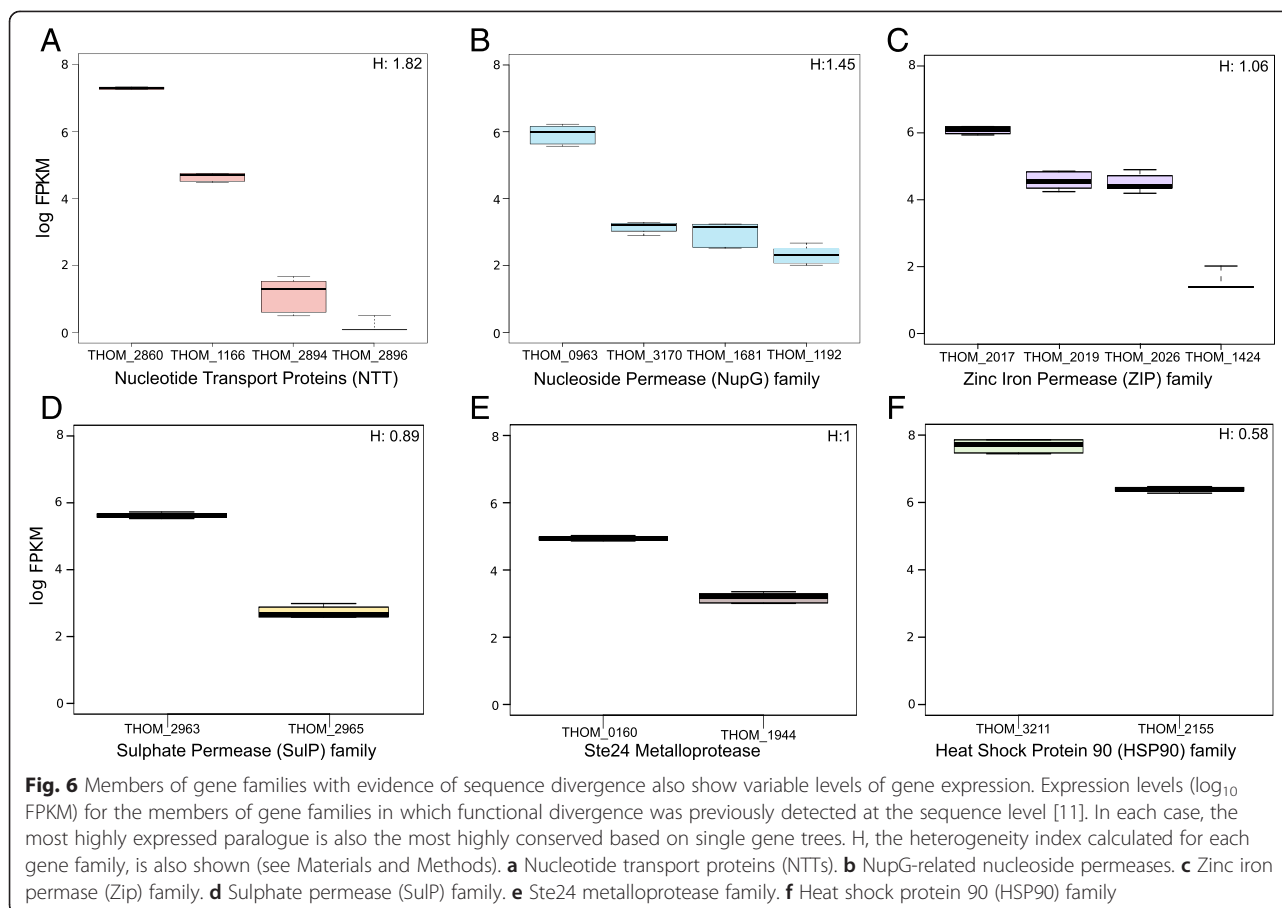 A
H: 1.82
8
6
4
2
0
log FPKM
THOM_2860 THOM_1166 THOM_2894 THOM_2896
Nucleotide Transport Proteins (NTT)
B
H:1.45
8
6
4
2
0
THOM_0963 THOM_3170 THOM_1681 THOM_1192
Nucleoside Permease (NupG) family
C
H: 1.06
8
6
4
2
0
THOM_2017 THOM_2019 THOM_2026 THOM_1424
Zinc Iron Permease (ZIP) family
D
H: 0.89
8
6
4
2
0
log FPKM
THOM_2963 THOM_2965
Sulphate Permease (SulP) family
E
H:1
8
6
4
2
0
THOM_0160 THOM_1944
Ste24 Metalloprotease
F
H: 0.58
8
6
4
2
0
THOM_3211 THOM_2155
Heat Shock Protein 90 (HSP90) family
Fig. 6 Members of gene families with evidence of sequence divergence also show variable levels of gene expression. Expression levels (log10
FPKM) for the members of gene families in which functional divergence was previously detected at the sequence level [11]. In each case, the
most highly expressed paralogue is also the most highly conserved based on single gene trees. H, the heterogeneity index calculated for each
gene family, is also shown (see Materials and Methods). a Nucleotide transport proteins (NTTs). b NupG-related nucleoside permeases. c Zinc iron
permase (Zip) family. d Sulphate permease (SulP) family. e Ste24 metalloprotease family. f Heat shock protein 90 (HSP90) family